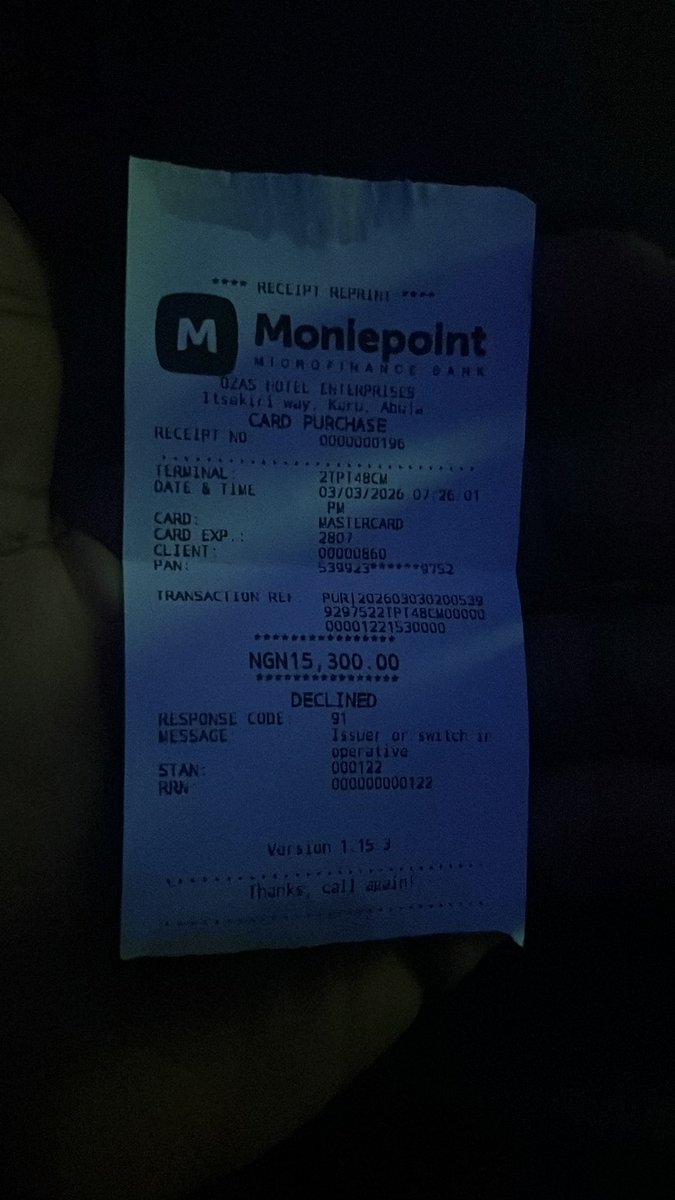 **** RECEIPT REPRINT ****
M Moniepoint
MICROFINANCE BANK
OZAS HOTEL ENTERPRISES
Itsekiri way, Kuru, Abuja
CARD PURCHASE
RECEIPT NO 0000000196
TERMINAL: 2TPT48CM
DATE & TIME 03/03/2026 07:26:01
PM
CARD: MASTERCARD
CARD EXP.: 2807
CLIENT: 00000860
PAN: 539923******9752
TRANSACTION REF: PUR|202603030200539
9297522TPT48CM00000
00001221530000
****************
NGN15,300.00
****************
DECLINED
RESPONSE CODE: 91
MESSAGE: Issuer or switch in
operative
STAN: 000122
RRN: 000000000122
Version 1.15.3
Thanks, call again!